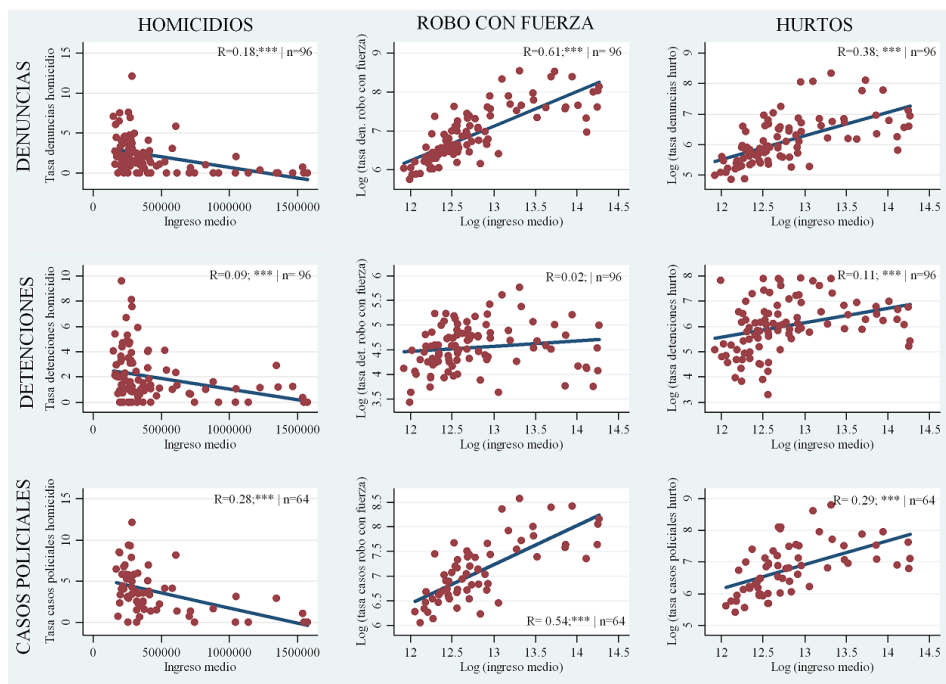 HOMICIDIOS
ROBO CON FUERZA
HURTOS
DENUNCIAS
Tasa denuncias homicidio
15
10
5
0
R=0.18;*** | n=96
0 500000 1000000 1500000
Ingreso medio
Log (tasa den. robo con fuerza)
9
8
7
6
R=0.61;*** | n= 96
12 12.5 13 13.5 14 14.5
Log (ingreso medio)
Log (tasa denuncias hurto)
9
8
7
6
5
R=0.38; *** | n=96
12 12.5 13 13.5 14 14.5
Log (ingreso medio)
DETENCIONES
Tasa detenciones homicidio
10
8
6
4
2
0
R=0.09; *** | n= 96
0 500000 1000000 1500000
Ingreso medio
Log (tasa det. robo con fuerza)
6
5.5
5
4.5
4
3.5
R=0.02; | n=96
12 12.5 13 13.5 14 14.5
Log (ingreso medio)
Log (tasa detenciones hurto)
8
7
6
5
4
3
R=0.11; *** | n=96
12 12.5 13 13.5 14 14.5
Log (ingreso medio)
CASOS POLICIALES
Tasa casos policiales homicidio
15
10
5
0
R=0.28;*** | n=64
0 500000 1000000 1500000
Ingreso medio
Log (tasa casos robo con fuerza)
8.5
8
7.5
7
6.5
6
R= 0.54;*** | n=64
12 12.5 13 13.5 14 14.5
Log (ingreso medio)
Log (tasa casos policiales hurto)
9
8
7
6
5
R= 0.29; *** | n=64
12 12.5 13 13.5 14 14.5
Log (ingreso medio)